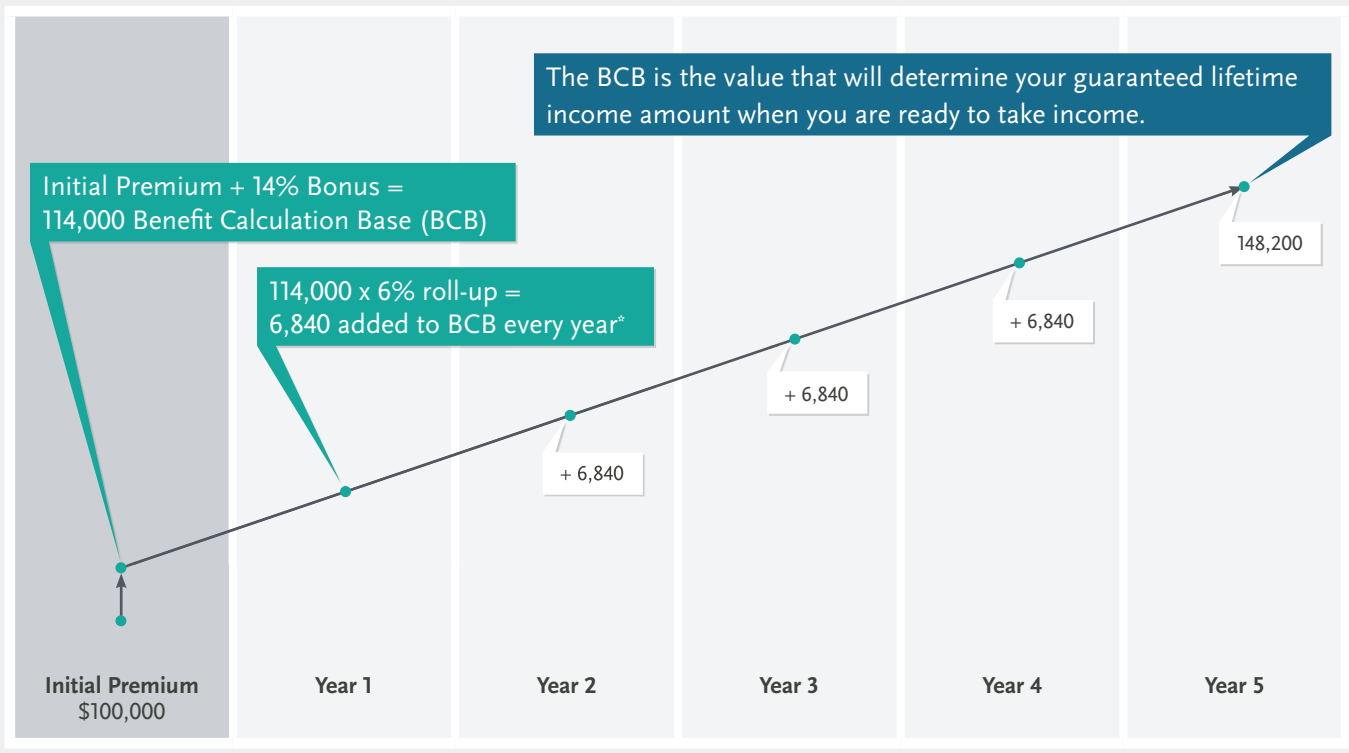 The BCB is the value that will determine your guaranteed lifetime
income amount when you are ready to take income.
Initial Premium + 14% Bonus =
114,000 Benefit Calculation Base (BCB)
114,000 x 6% roll-up =
6,840 added to BCB every year*
148,200
+ 6,840
+ 6,840
+ 6,840
Initial Premium
$100,000
Year 1
Year 2
Year 3
Year 4
Year 5